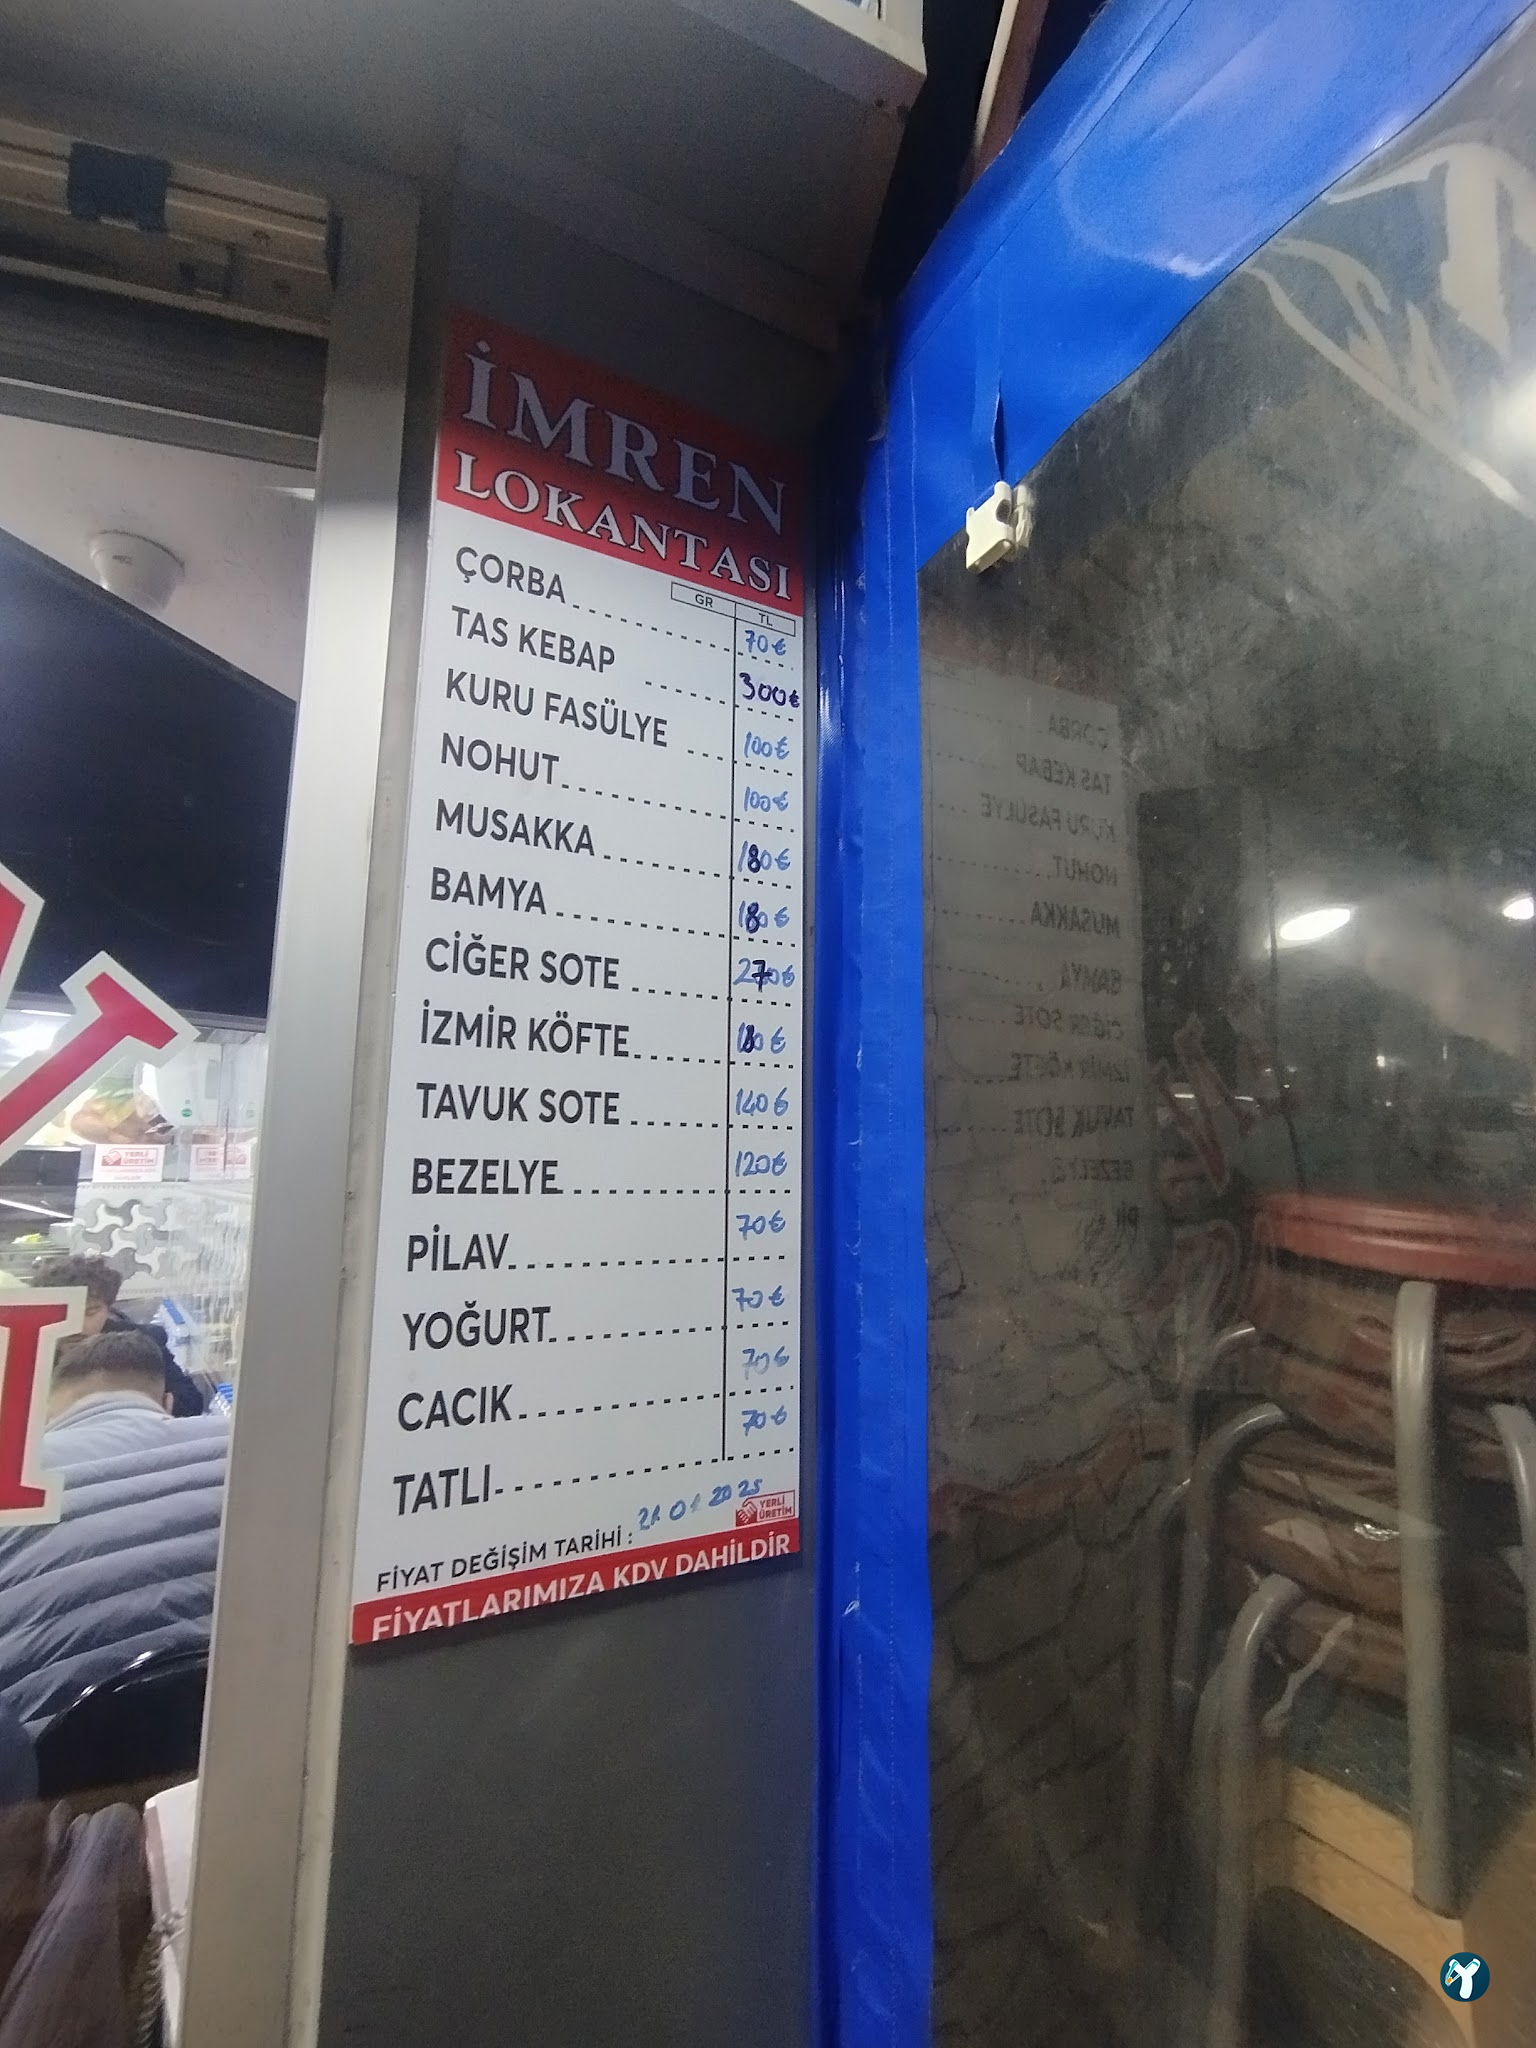 İMREN
LOKANTASI
GR TL
ÇORBA 70₺
TAS KEBAP 300₺
KURU FASÜLYE 100₺
NOHUT 100₺
MUSAKKA 180₺
BAMYA 180₺
CİĞER SOTE 270₺
İZMİR KÖFTE 180₺
TAVUK SOTE 140₺
BEZELYE 120₺
PİLAV 70₺
YOĞURT 70₺
CACIK 70₺
TATLI 70₺
FİYAT DEĞİŞİM TARİHİ : 21 01 2025
YERLİ
ÜRETİM
FİYATLARIMIZA KDV DAHİLDİR
YERLİ
ÜRETİM